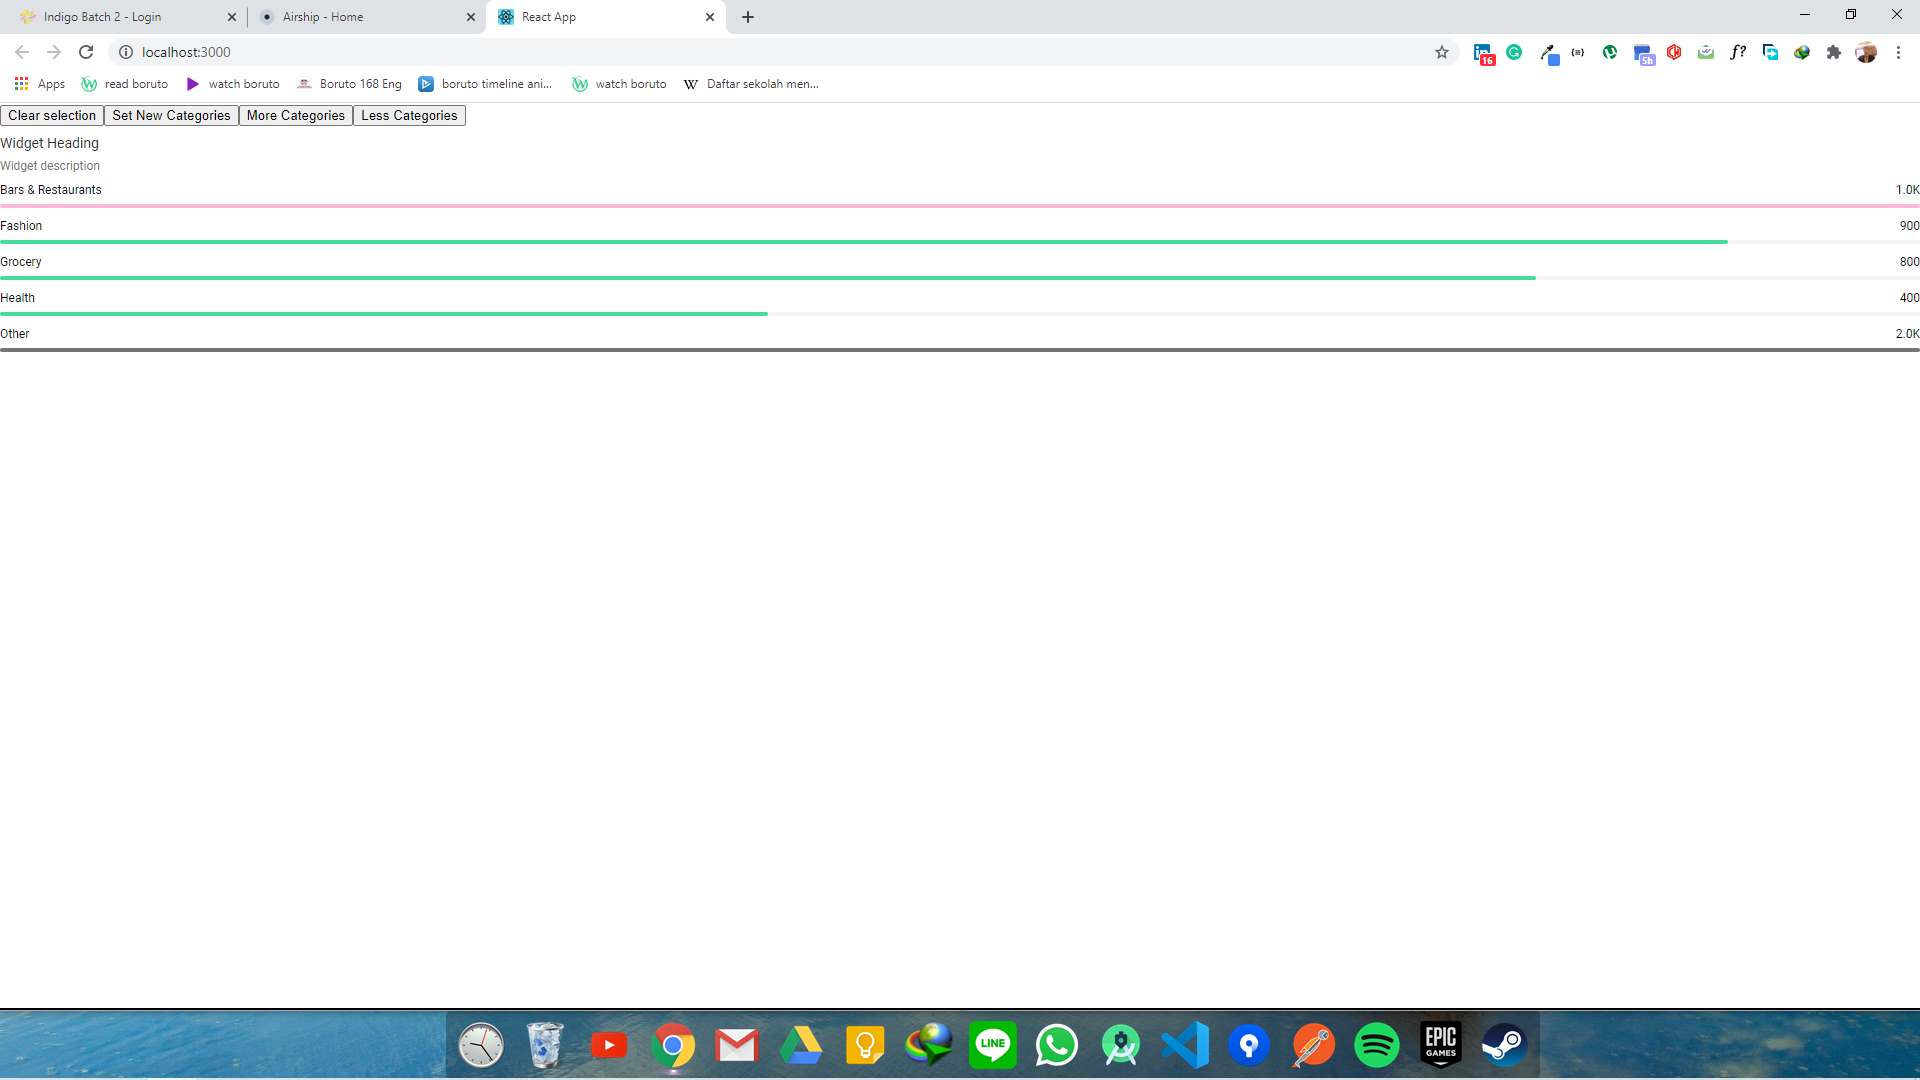 Indigo Batch 2 - Login
Airship - Home
React App
localhost:3000
16
5h
f?
Apps
read boruto
watch boruto
Boruto 168 Eng
boruto timeline ani...
watch boruto
W
Daftar sekolah men...
Clear selection
Set New Categories
More Categories
Less Categories
Widget Heading
Widget description
Bars & Restaurants
1.0K
Fashion
900
Grocery
800
Health
400
Other
2.0K
LINE
EPIC
GAMES